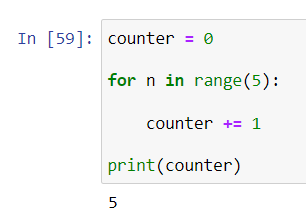 In [59]: counter = 0
for n in range(5):
    counter += 1
print(counter)
5